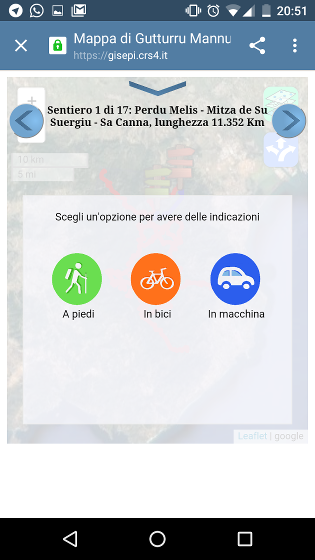 20:51
Mappa di Gutturru Mannu
https://gisepi.crs4.it
Sentiero 1 di 17: Perdu Melis - Mitza de Su
Suergiu - Sa Canna, lunghezza 11.352 Km
+
10 km
5 mi
Scegli un'opzione per avere delle indicazioni
A piedi
In bici
In macchina
Leaflet | google